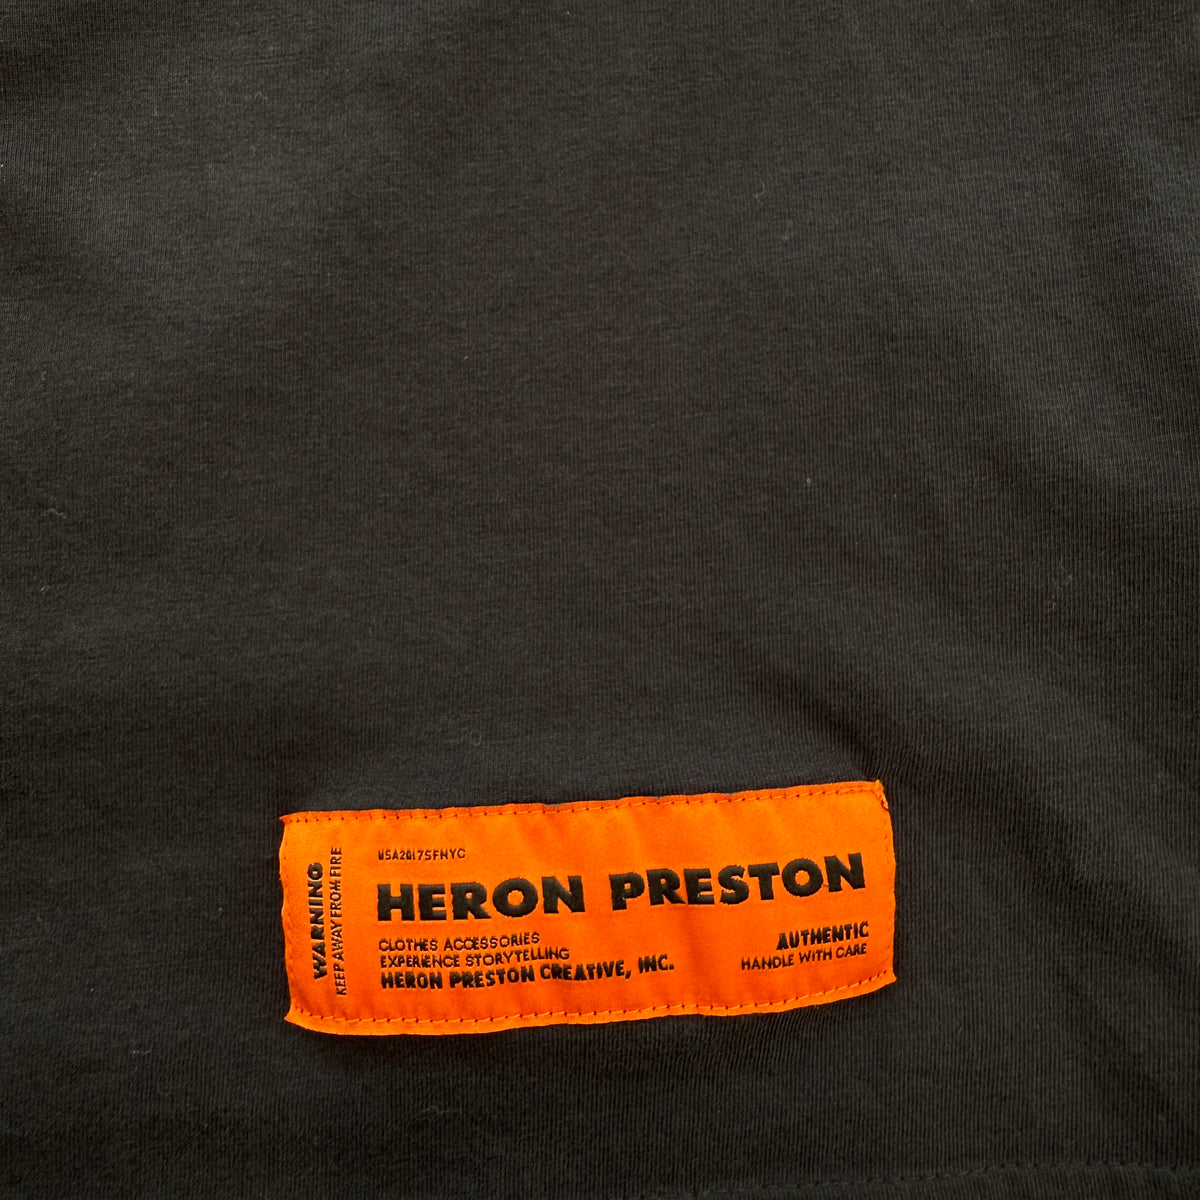 WARNING
KEEP AWAY FROM FIRE
USA2017SFNYC
HERON PRESTON
CLOTHES ACCESSORIES
EXPERIENCE STORYTELLING
HERON PRESTON CREATIVE, INC.
AUTHENTIC
HANDLE WITH CARE